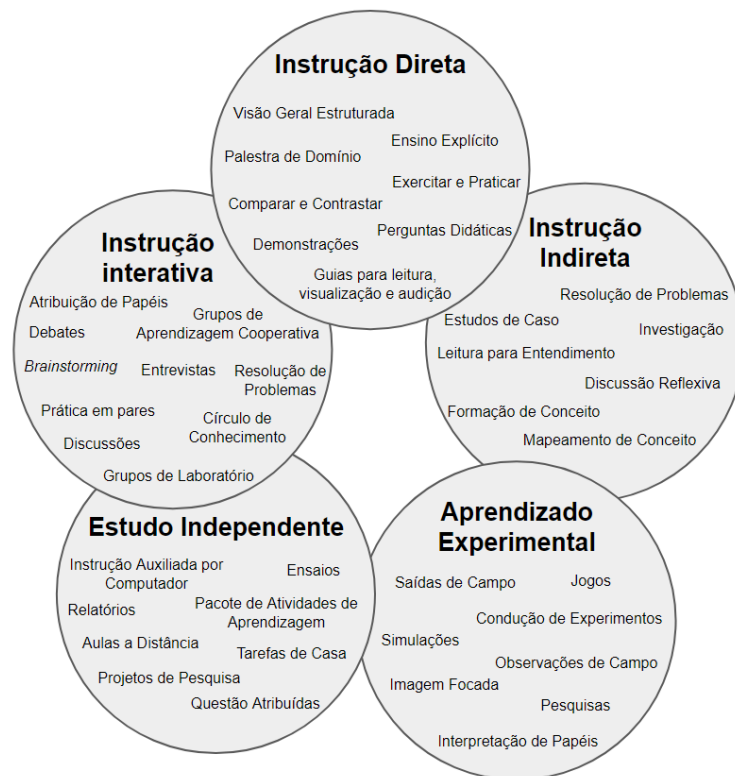 Instrução Direta
Visão Geral Estruturada
Ensino Explícito
Palestra de Domínio
Exercitar e Praticar
Comparar e Contrastar
Perguntas Didáticas
Demonstrações
Guias para leitura,
visualização e audição
Instrução
interativa
Atribuição de Papéis
Grupos de
Aprendizagem Cooperativa
Debates
Brainstorming
Entrevistas
Resolução de
Problemas
Prática em pares
Círculo de
Conhecimento
Discussões
Grupos de Laboratório
Instrução
Indireta
Resolução de Problemas
Estudos de Caso
Investigação
Leitura para Entendimento
Discussão Reflexiva
Formação de Conceito
Mapeamento de Conceito
Estudo Independente
Instrução Auxiliada por
Computador
Ensaios
Relatórios
Pacote de Atividades de
Aprendizagem
Aulas a Distância
Tarefas de Casa
Projetos de Pesquisa
Questão Atribuídas
Aprendizado
Experimental
Saídas de Campo
Jogos
Condução de Experimentos
Simulações
Observações de Campo
Imagem Focada
Pesquisas
Interpretação de Papéis